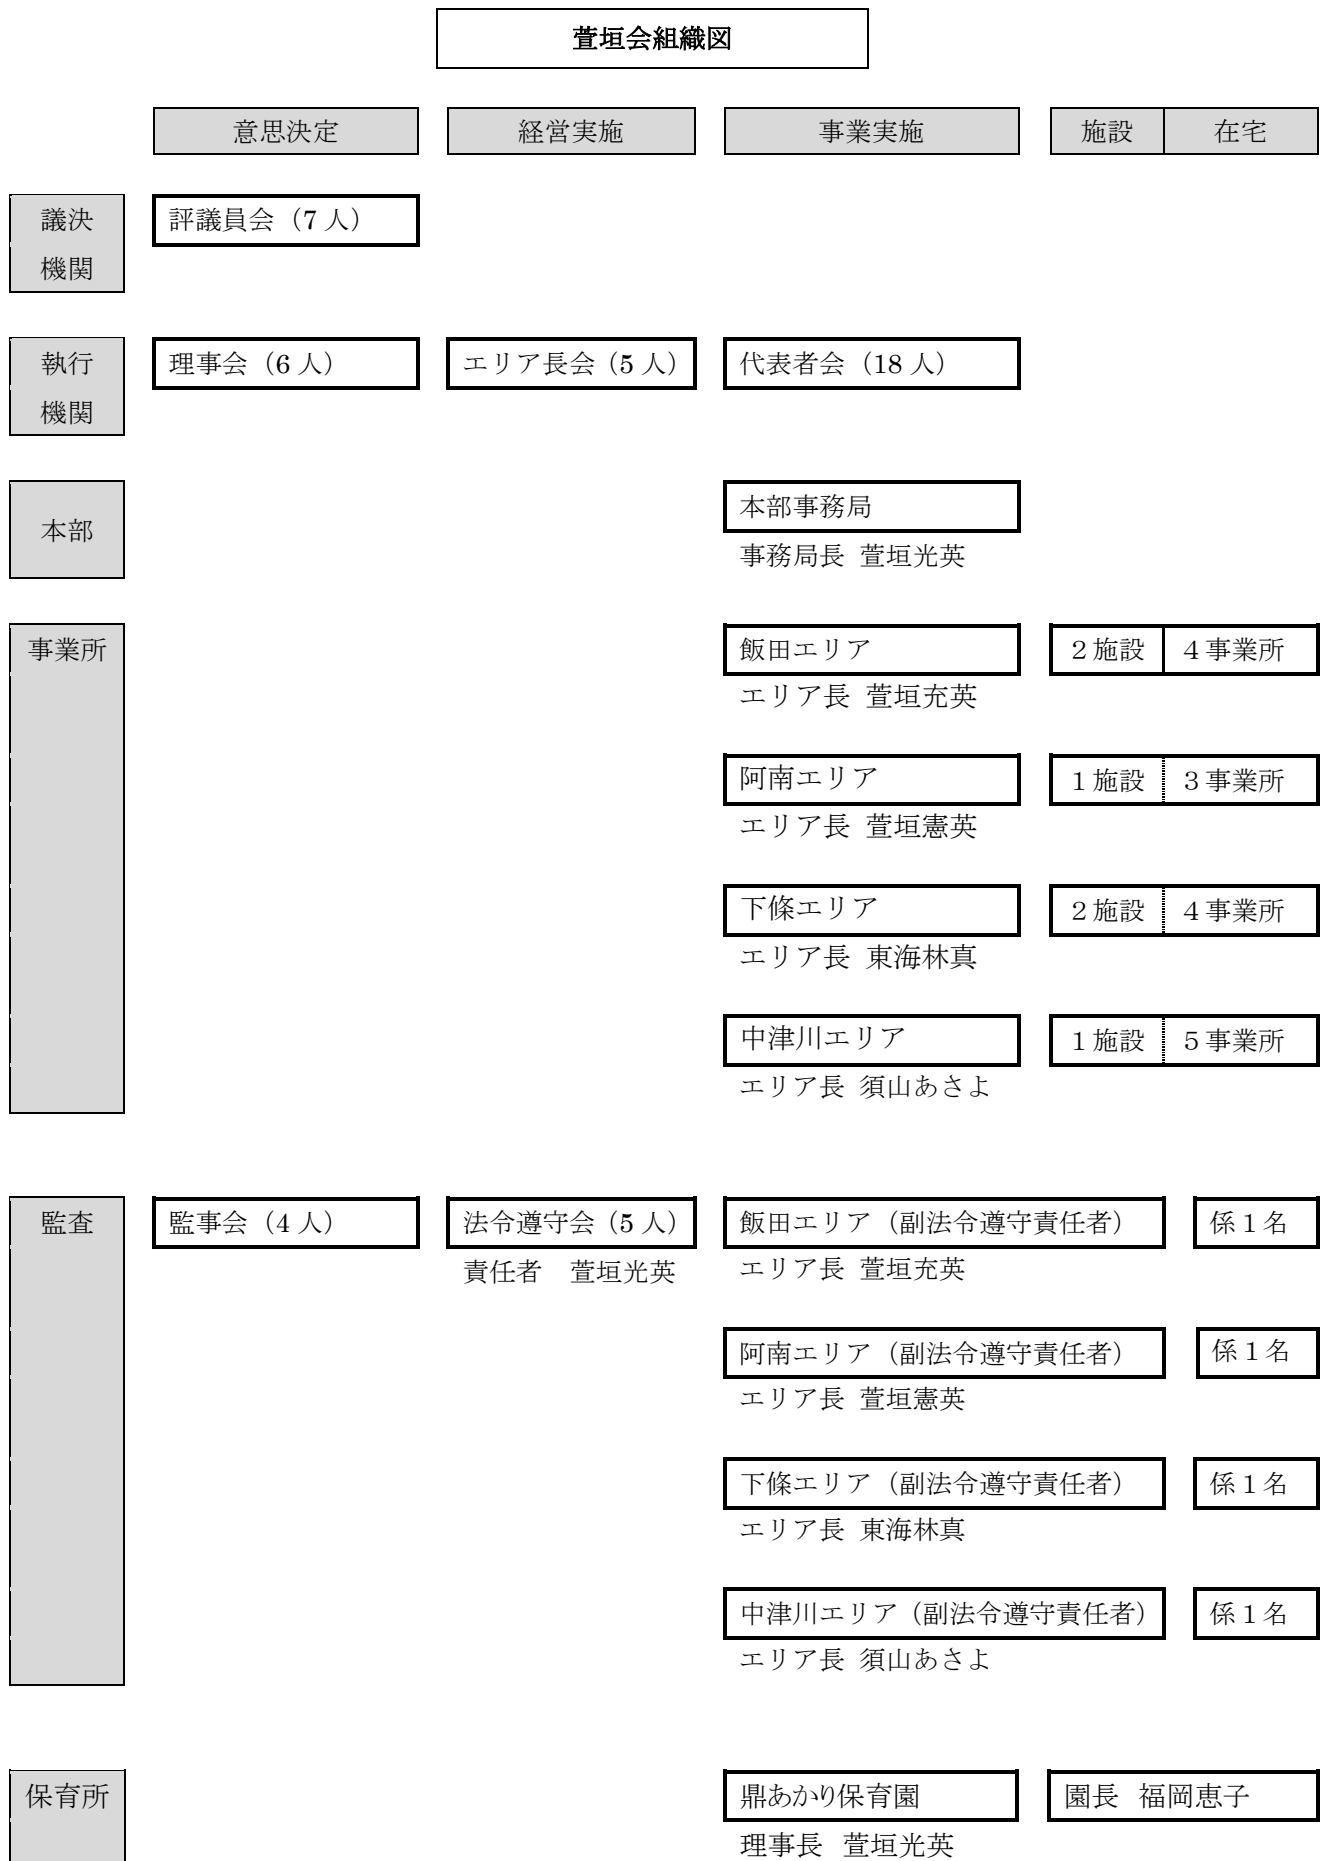 萱垣会組織図
意思決定 経営実施 事業実施 施設 在宅
議決
機関
評議員会（7人）
執行
機関
理事会（6人） エリア長会（5人） 代表者会（18人）
本部
本部事務局
事務局長 萱垣光英
事業所
飯田エリア ２施設 ４事業所
エリア長 萱垣充英
阿南エリア １施設 ３事業所
エリア長 萱垣憲英
下條エリア ２施設 ４事業所
エリア長 東海林真
中津川エリア １施設 ５事業所
エリア長 須山あさよ
監査 監事会（4人） 法令遵守会（5人） 飯田エリア（副法令遵守責任者） 係１名
責任者　萱垣光英 エリア長 萱垣充英
阿南エリア（副法令遵守責任者） 係１名
エリア長 萱垣憲英
下條エリア（副法令遵守責任者） 係１名
エリア長 東海林真
中津川エリア（副法令遵守責任者） 係１名
エリア長 須山あさよ
保育所 鼎あかり保育園 園長 福岡恵子
理事長 萱垣光英